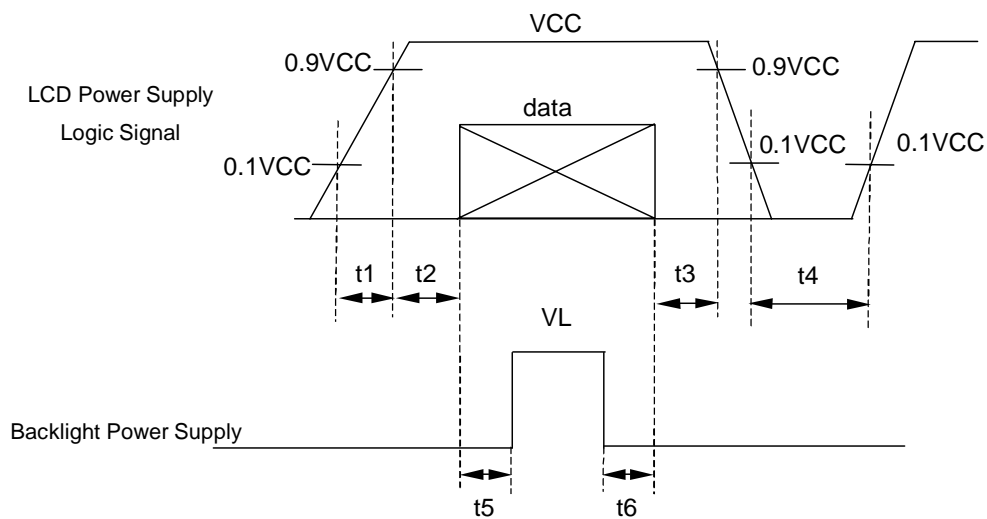 VCC
0.9VCC
0.9VCC
LCD Power Supply
Logic Signal
data
0.1VCC
0.1VCC
0.1VCC
t1
t2
t3
t4
VL
Backlight Power Supply
t5
t6